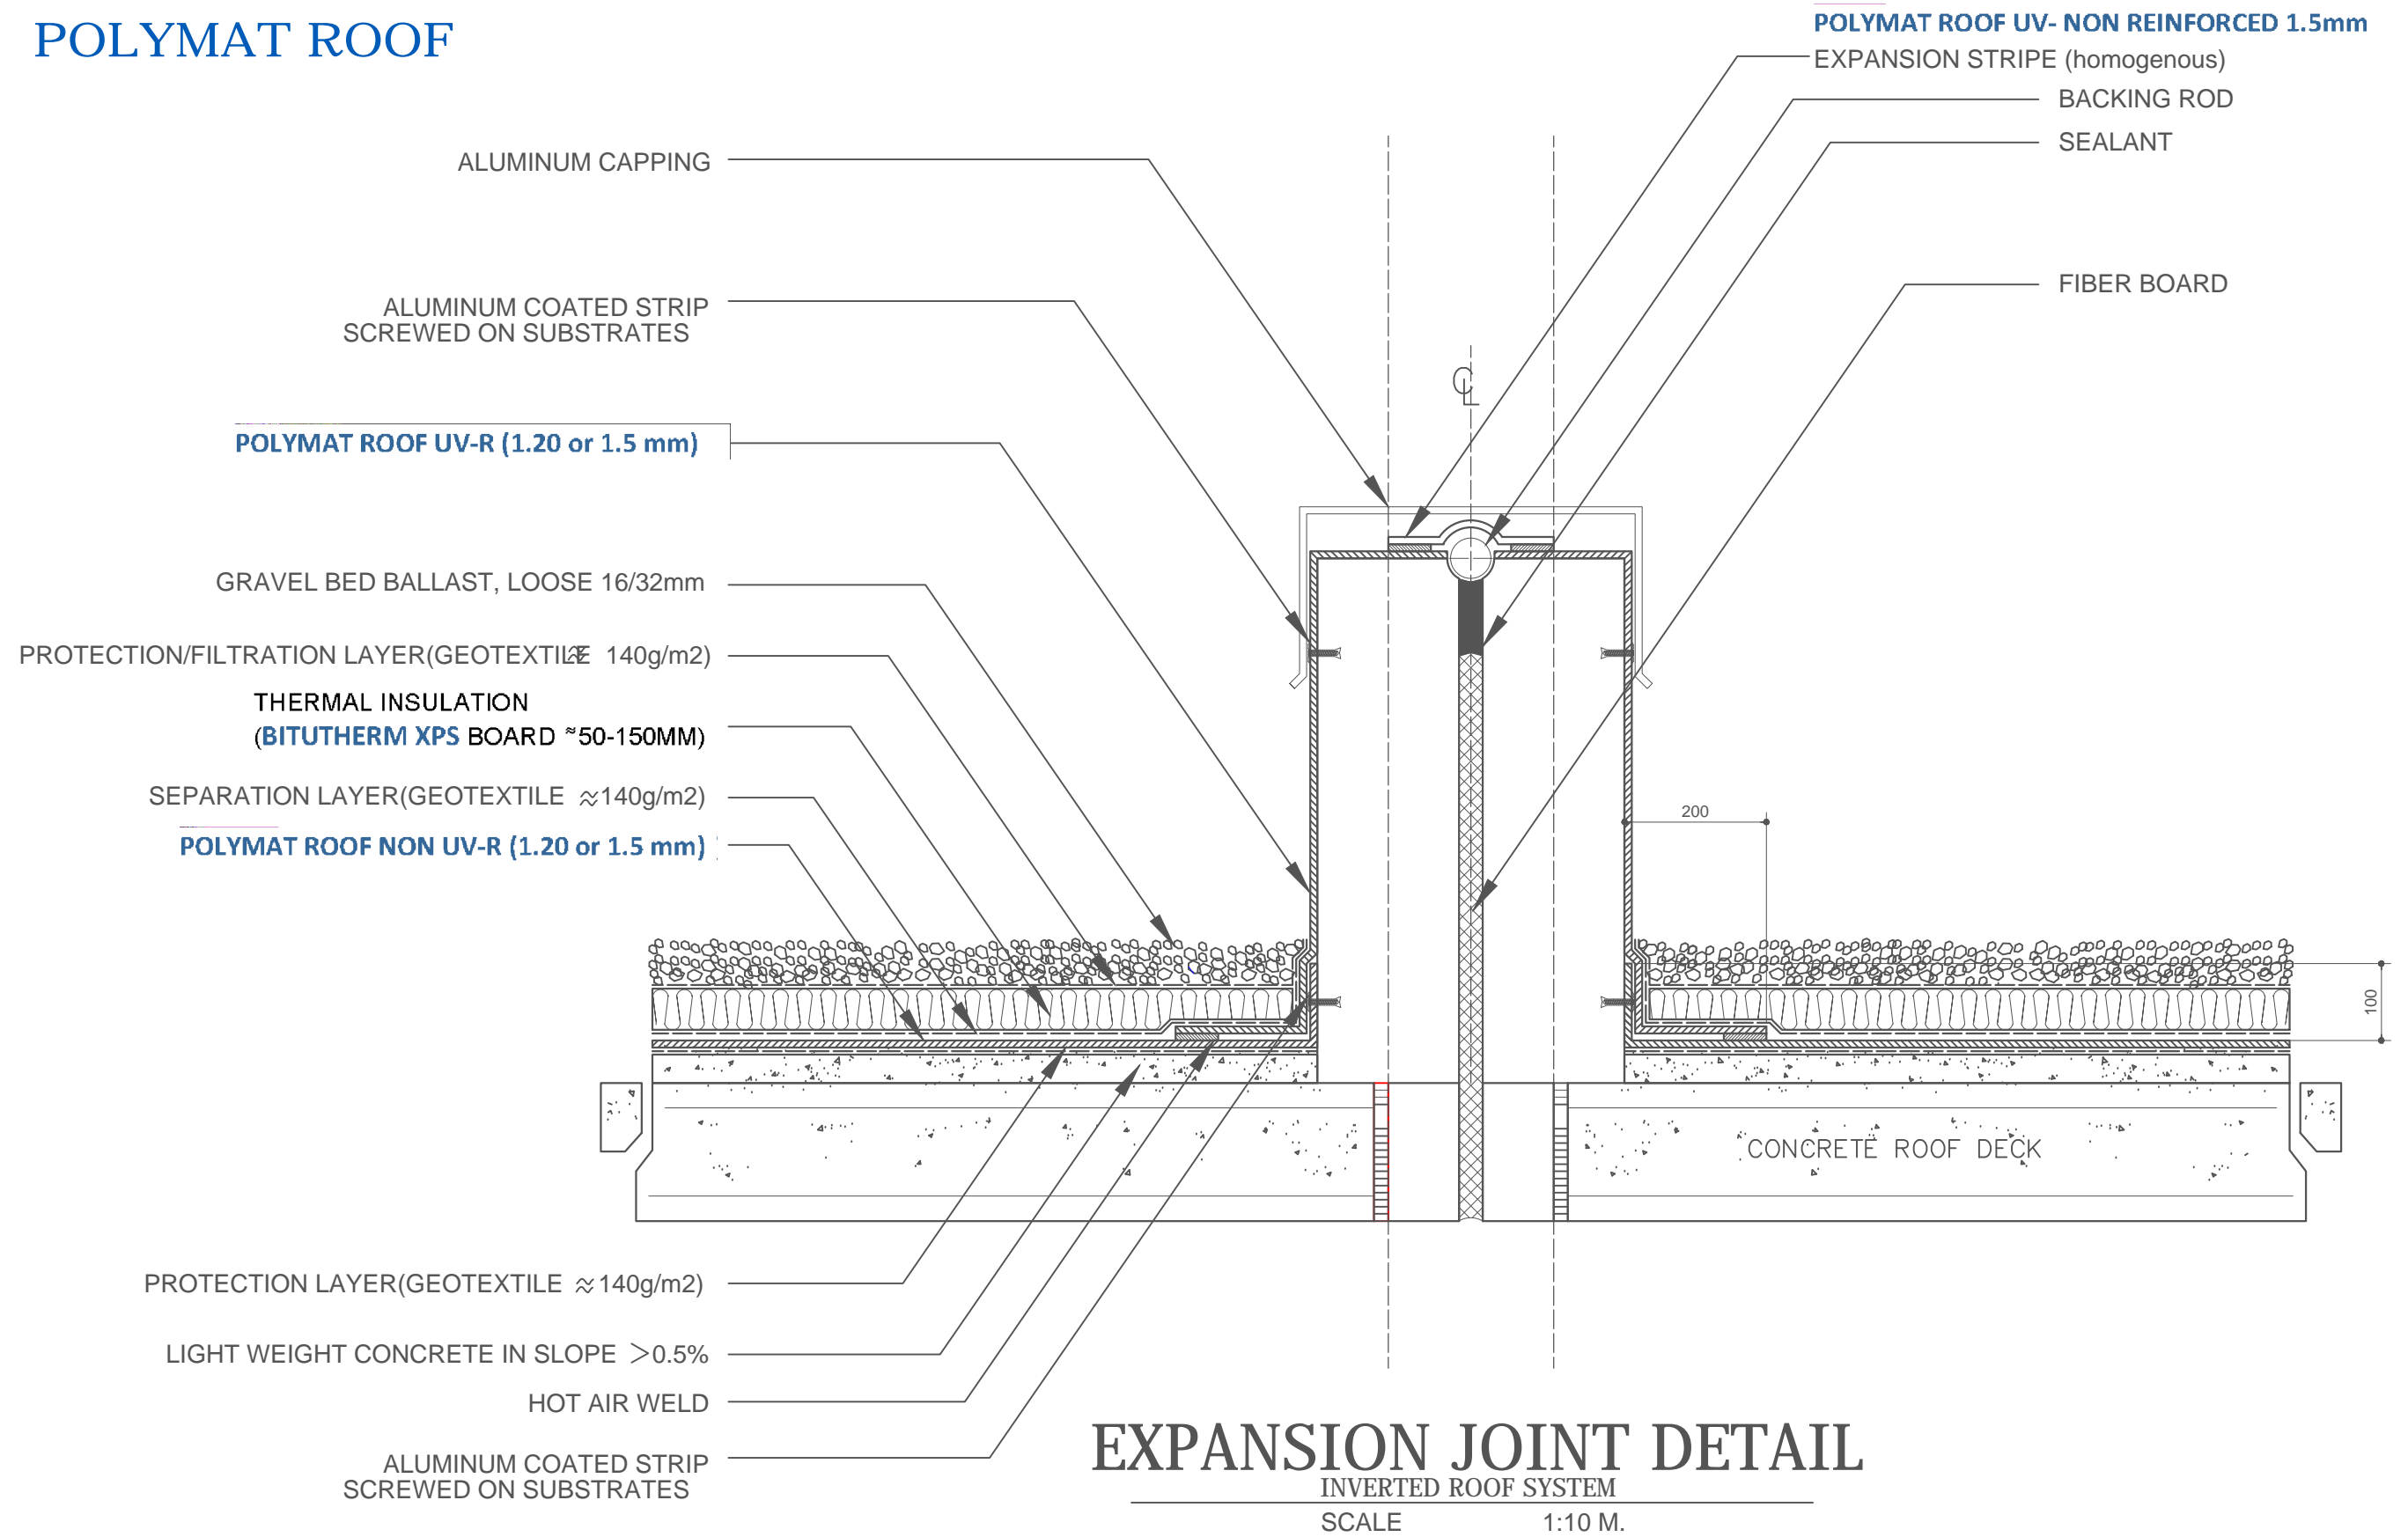 POLYMAT ROOF
POLYMAT ROOF UV- NON REINFORCED 1.5mm
EXPANSION STRIPE (homogenous)
BACKING ROD
SEALANT
FIBER BOARD
ALUMINUM CAPPING
ALUMINUM COATED STRIP
SCREWED ON SUBSTRATES
POLYMAT ROOF UV-R (1.20 or 1.5 mm)
GRAVEL BED BALLAST, LOOSE 16/32mm
PROTECTION/FILTRATION LAYER(GEOTEXTILE ≈ 140g/m2)
THERMAL INSULATION
(BITUTHERM XPS BOARD ≈50-150MM)
SEPARATION LAYER(GEOTEXTILE ≈140g/m2)
POLYMAT ROOF NON UV-R (1.20 or 1.5 mm)
℄
200
100
CONCRETE ROOF DECK
PROTECTION LAYER(GEOTEXTILE ≈140g/m2)
LIGHT WEIGHT CONCRETE IN SLOPE >0.5%
HOT AIR WELD
ALUMINUM COATED STRIP
SCREWED ON SUBSTRATES
EXPANSION JOINT DETAIL
INVERTED ROOF SYSTEM
SCALE 1:10 M.